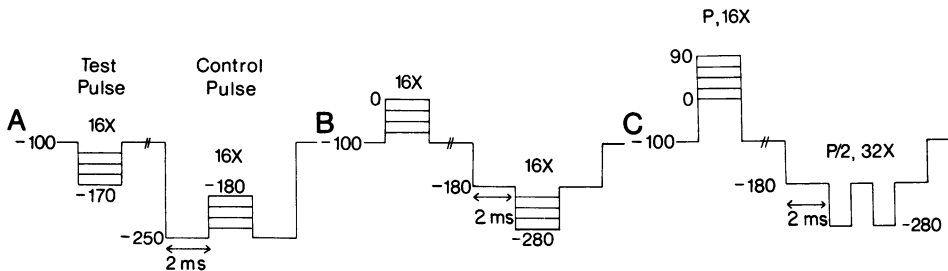 A
Test
Pulse
16X
-100
-170
Control
Pulse
16X
-180
-250
2 ms
B
16X
0
-100
16X
-180
2 ms
-280
C
P, 16X
90
0
-100
P/2, 32X
-180
2 ms
-280